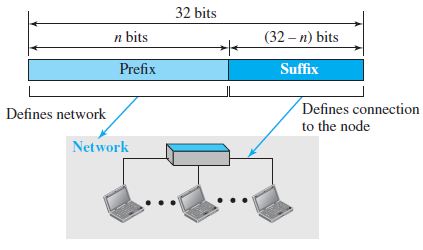 32 bits
n bits
(32 – n) bits
Prefix
Suffix
Defines network
Defines connection
to the node
Network